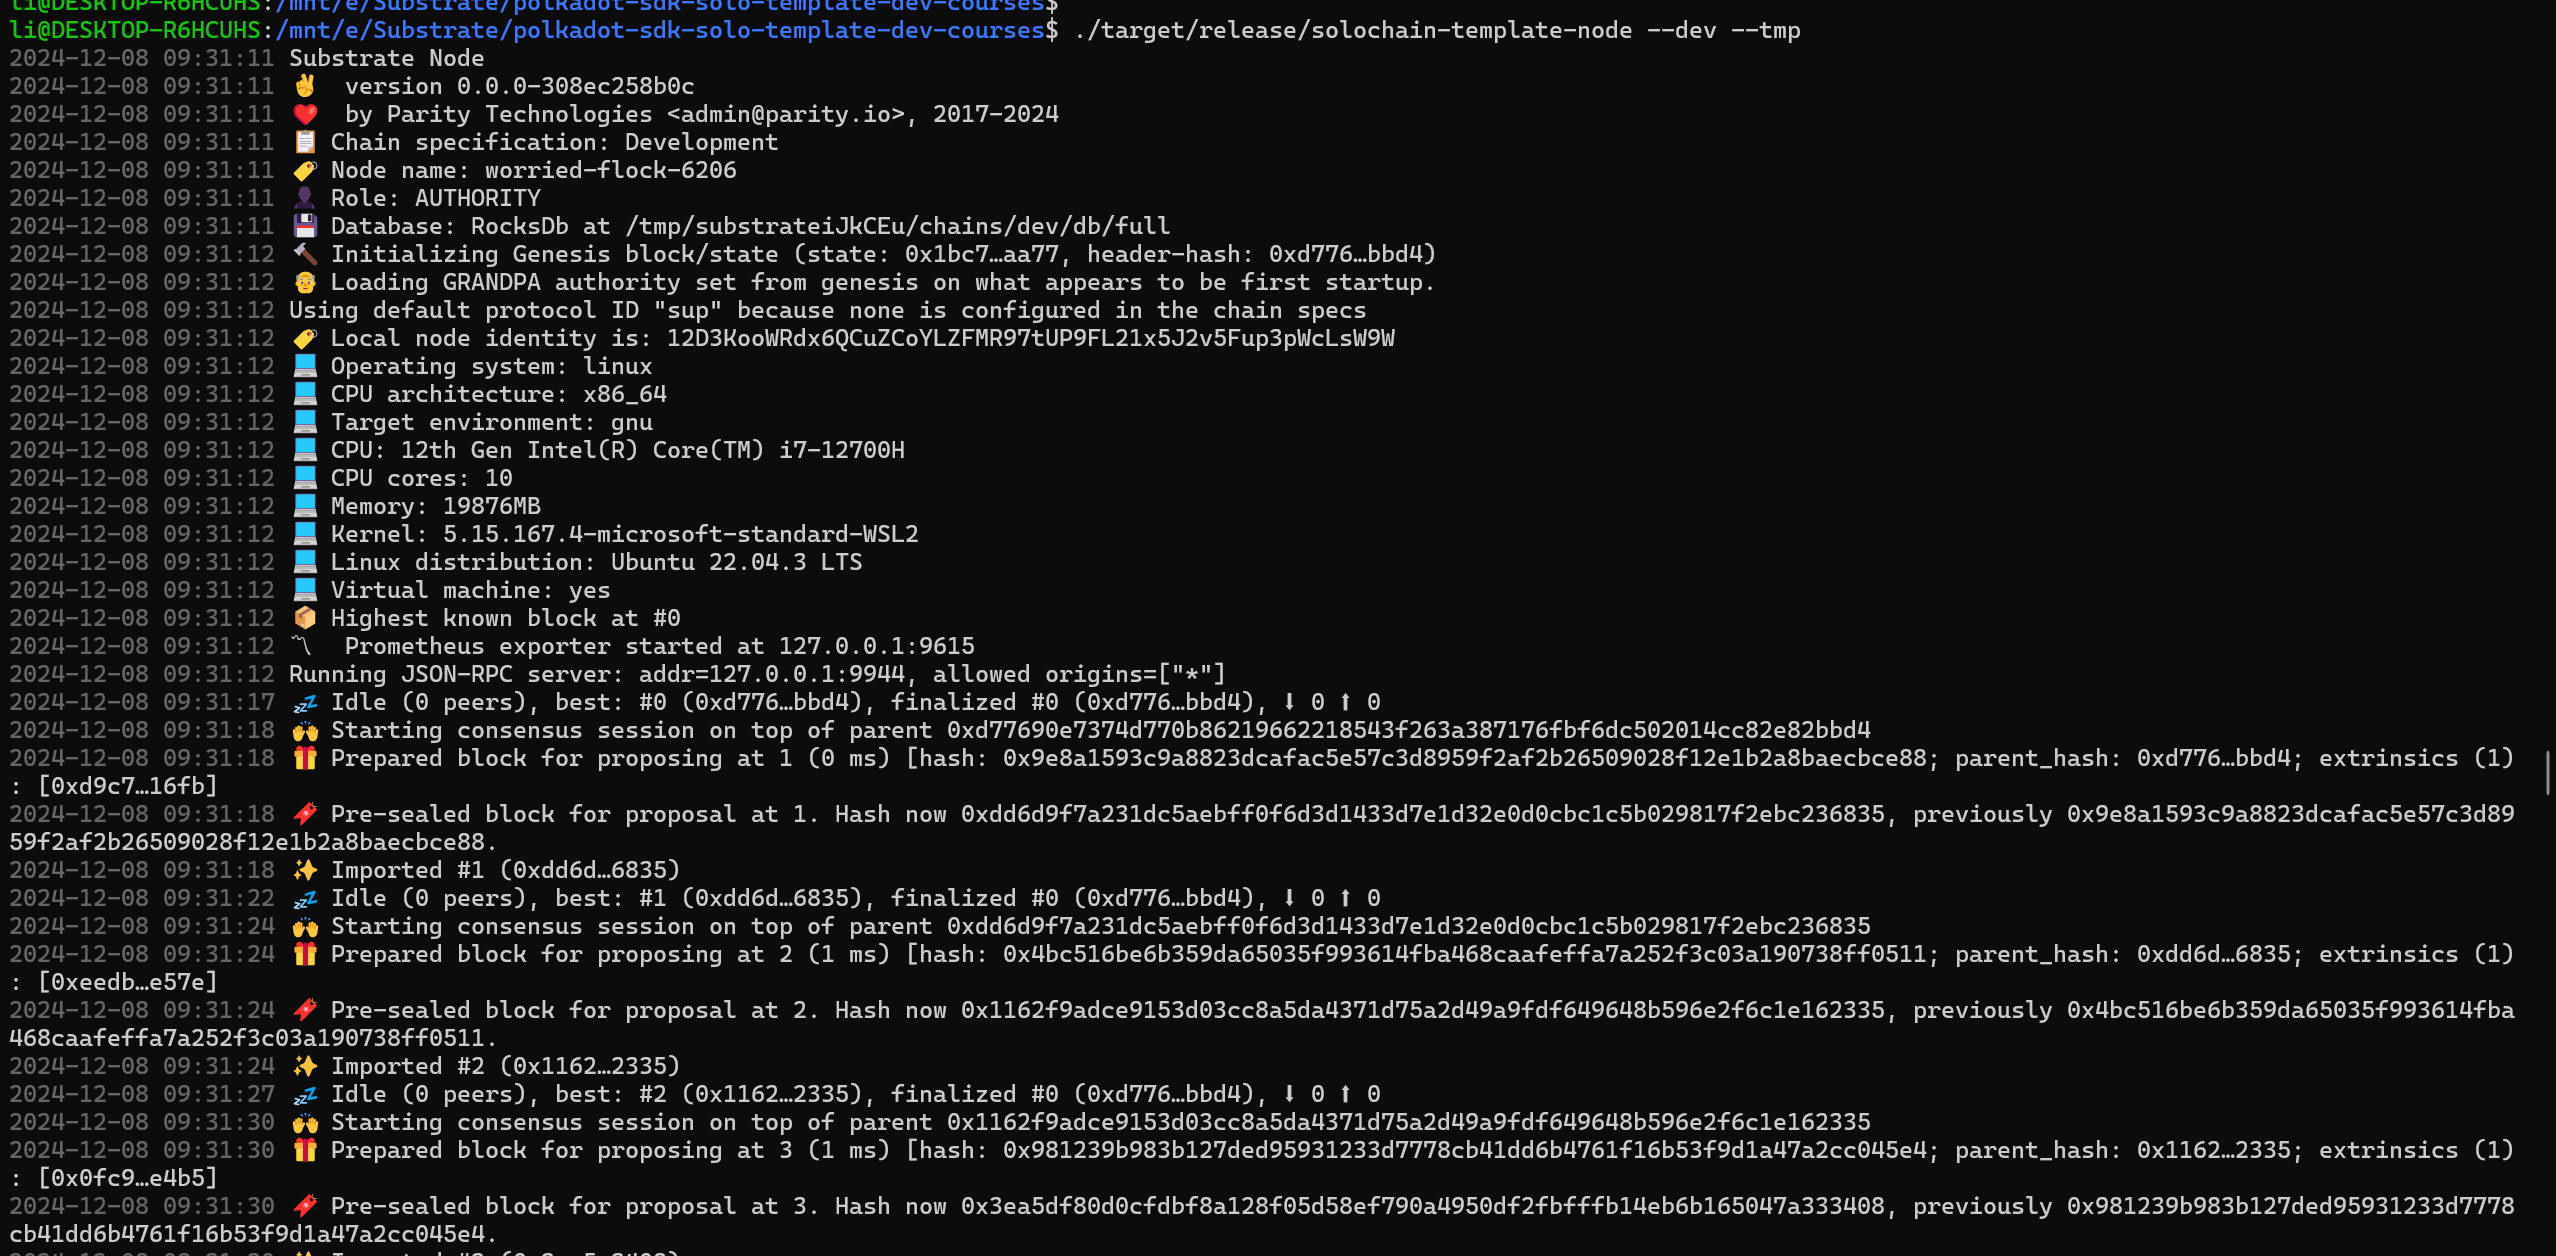 li@DESKTOP-R6HCUHS:/mnt/e/Substrate/polkadot-sdk-solo-template-dev-courses$
li@DESKTOP-R6HCUHS:/mnt/e/Substrate/polkadot-sdk-solo-template-dev-courses$ ./target/release/solochain-template-node --dev --tmp
2024-12-08 09:31:11 Substrate Node
2024-12-08 09:31:11 ✌️  version 0.0.0-308ec258b0c
2024-12-08 09:31:11 ❤️  by Parity Technologies <admin@parity.io>, 2017-2024
2024-12-08 09:31:11 📋 Chain specification: Development
2024-12-08 09:31:11 🏷 Node name: worried-flock-6206
2024-12-08 09:31:11 👤 Role: AUTHORITY
2024-12-08 09:31:11 💾 Database: RocksDb at /tmp/substrateiJkCEu/chains/dev/db/full
2024-12-08 09:31:12 🔨 Initializing Genesis block/state (state: 0x1bc7…aa77, header-hash: 0xd776…bbd4)
2024-12-08 09:31:12 👴 Loading GRANDPA authority set from genesis on what appears to be first startup.
2024-12-08 09:31:12 Using default protocol ID "sup" because none is configured in the chain specs
2024-12-08 09:31:12 🏷 Local node identity is: 12D3KooWRdx6QCuZCoYLZFMR97tUP9FL21x5J2v5Fup3pWcLsW9W
2024-12-08 09:31:12 💻 Operating system: linux
2024-12-08 09:31:12 💻 CPU architecture: x86_64
2024-12-08 09:31:12 💻 Target environment: gnu
2024-12-08 09:31:12 💻 CPU: 12th Gen Intel(R) Core(TM) i7-12700H
2024-12-08 09:31:12 💻 CPU cores: 10
2024-12-08 09:31:12 💻 Memory: 19876MB
2024-12-08 09:31:12 💻 Kernel: 5.15.167.4-microsoft-standard-WSL2
2024-12-08 09:31:12 💻 Linux distribution: Ubuntu 22.04.3 LTS
2024-12-08 09:31:12 💻 Virtual machine: yes
2024-12-08 09:31:12 📦 Highest known block at #0
2024-12-08 09:31:12 〽️  Prometheus exporter started at 127.0.0.1:9615
2024-12-08 09:31:12 Running JSON-RPC server: addr=127.0.0.1:9944, allowed origins=["*"]
2024-12-08 09:31:17 💤 Idle (0 peers), best: #0 (0xd776…bbd4), finalized #0 (0xd776…bbd4), ⬇ 0 ⬆ 0
2024-12-08 09:31:18 🙌 Starting consensus session on top of parent 0xd77690e7374d770b86219662218543f263a387176fbf6dc502014cc82e82bbd4
2024-12-08 09:31:18 🎁 Prepared block for proposing at 1 (0 ms) [hash: 0x9e8a1593c9a8823dcafac5e57c3d8959f2af2b26509028f12e1b2a8baecbce88; parent_hash: 0xd776…bbd4; extrinsics (1)
: [0xd9c7…16fb]
2024-12-08 09:31:18 🔖 Pre-sealed block for proposal at 1. Hash now 0xdd6d9f7a231dc5aebff0f6d3d1433d7e1d32e0d0cbc1c5b029817f2ebc236835, previously 0x9e8a1593c9a8823dcafac5e57c3d89
59f2af2b26509028f12e1b2a8baecbce88.
2024-12-08 09:31:18 ✨ Imported #1 (0xdd6d…6835)
2024-12-08 09:31:22 💤 Idle (0 peers), best: #1 (0xdd6d…6835), finalized #0 (0xd776…bbd4), ⬇ 0 ⬆ 0
2024-12-08 09:31:24 🙌 Starting consensus session on top of parent 0xdd6d9f7a231dc5aebff0f6d3d1433d7e1d32e0d0cbc1c5b029817f2ebc236835
2024-12-08 09:31:24 🎁 Prepared block for proposing at 2 (1 ms) [hash: 0x4bc516be6b359da65035f993614fba468caafeffa7a252f3c03a190738ff0511; parent_hash: 0xdd6d…6835; extrinsics (1)
: [0xeedb…e57e]
2024-12-08 09:31:24 🔖 Pre-sealed block for proposal at 2. Hash now 0x1162f9adce9153d03cc8a5da4371d75a2d49a9fdf649648b596e2f6c1e162335, previously 0x4bc516be6b359da65035f993614fba
468caafeffa7a252f3c03a190738ff0511.
2024-12-08 09:31:24 ✨ Imported #2 (0x1162…2335)
2024-12-08 09:31:27 💤 Idle (0 peers), best: #2 (0x1162…2335), finalized #0 (0xd776…bbd4), ⬇ 0 ⬆ 0
2024-12-08 09:31:30 🙌 Starting consensus session on top of parent 0x1162f9adce9153d03cc8a5da4371d75a2d49a9fdf649648b596e2f6c1e162335
2024-12-08 09:31:30 🎁 Prepared block for proposing at 3 (1 ms) [hash: 0x981239b983b127ded95931233d7778cb41dd6b4761f16b53f9d1a47a2cc045e4; parent_hash: 0x1162…2335; extrinsics (1)
: [0x0fc9…e4b5]
2024-12-08 09:31:30 🔖 Pre-sealed block for proposal at 3. Hash now 0x3ea5df80d0cfdbf8a128f05d58ef790a4950df2fbfffb14eb6b165047a333408, previously 0x981239b983b127ded95931233d7778
cb41dd6b4761f16b53f9d1a47a2cc045e4.